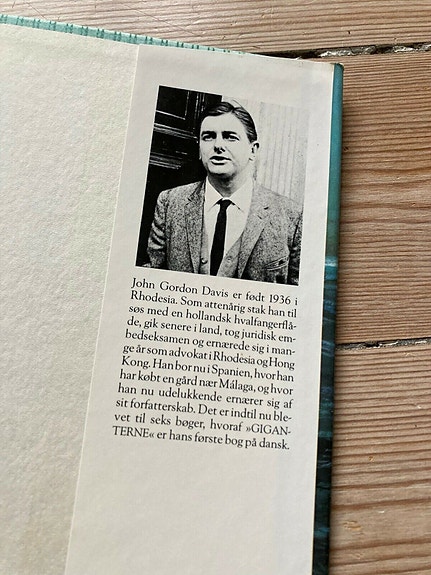 John Gordon Davis er født 1936 i
Rhodesia. Som attenårig stak han til
søs med en hollandsk hvalfangerflå-
de, gik senere i land, tog juridisk em-
bedseksamen og ernærede sig i man-
ge år som advokat i Rhodesia og Hong
Kong. Han bor nu i Spanien, hvor han
har købt en gård nær Málaga, og hvor
han nu udelukkende ernærer sig af
sit forfatterskab. Det er indtil nu ble-
vet til seks bøger, hvoraf »GIGAN-
TERNE« er hans første bog på dansk.